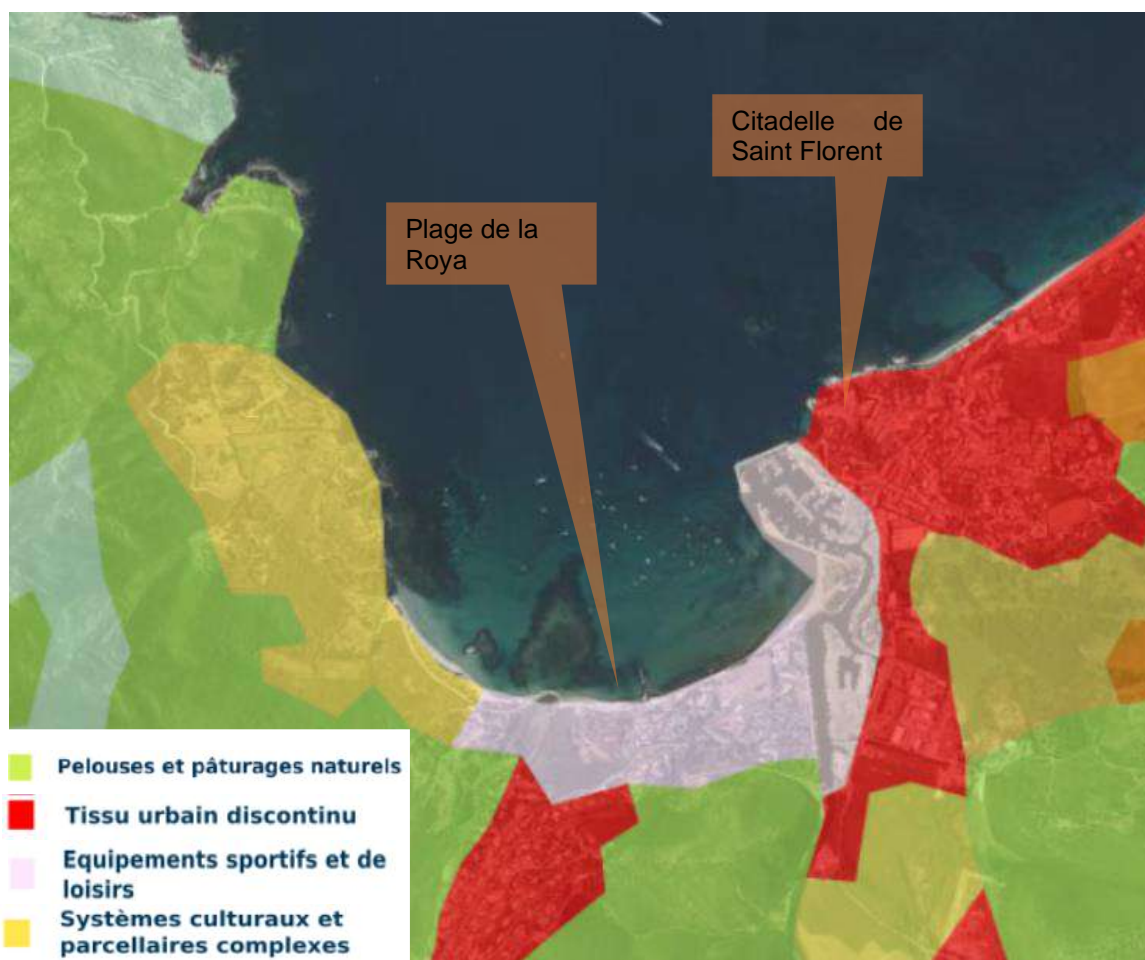 Citadelle de
Saint Florent
Plage de la
Roya
Pelouses et pâturages naturels
Tissu urbain discontinu
Equipements sportifs et de
loisirs
Systèmes culturaux et
parcellaires complexes